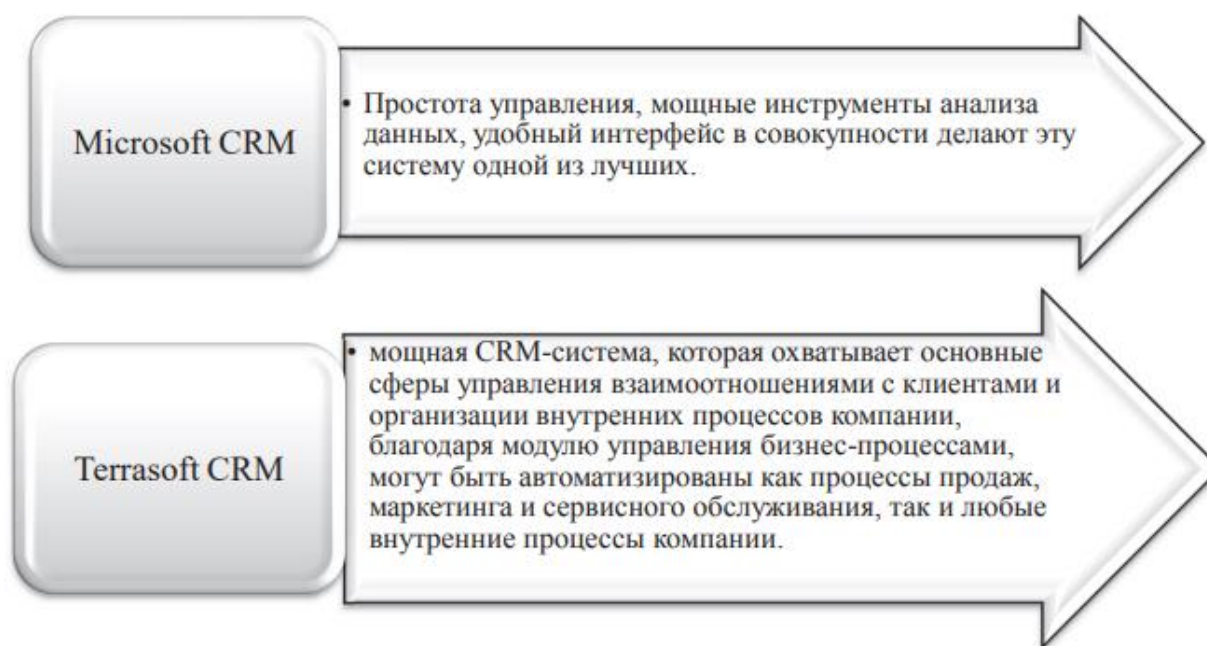 Microsoft CRM
• Простота управления, мощные инструменты анализа
данных, удобный интерфейс в совокупности делают эту
систему одной из лучших.
Terrasoft CRM
• мощная CRM-система, которая охватывает основные
сферы управления взаимоотношениями с клиентами и
организации внутренних процессов компании,
благодаря модулю управления бизнес-процессами,
могут быть автоматизированы как процессы продаж,
маркетинга и сервисного обслуживания, так и любые
внутренние процессы компании.